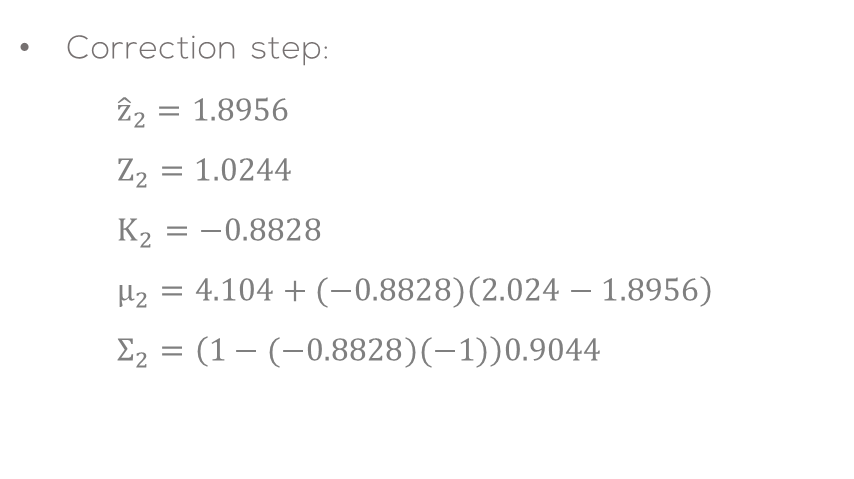 • Correction step:
ẑ₂ = 1.8956
Z₂ = 1.0244
K₂ = −0.8828
μ₂ = 4.104 + (−0.8828)(2.024 − 1.8956)
Σ₂ = (1 − (−0.8828)(−1))0.9044